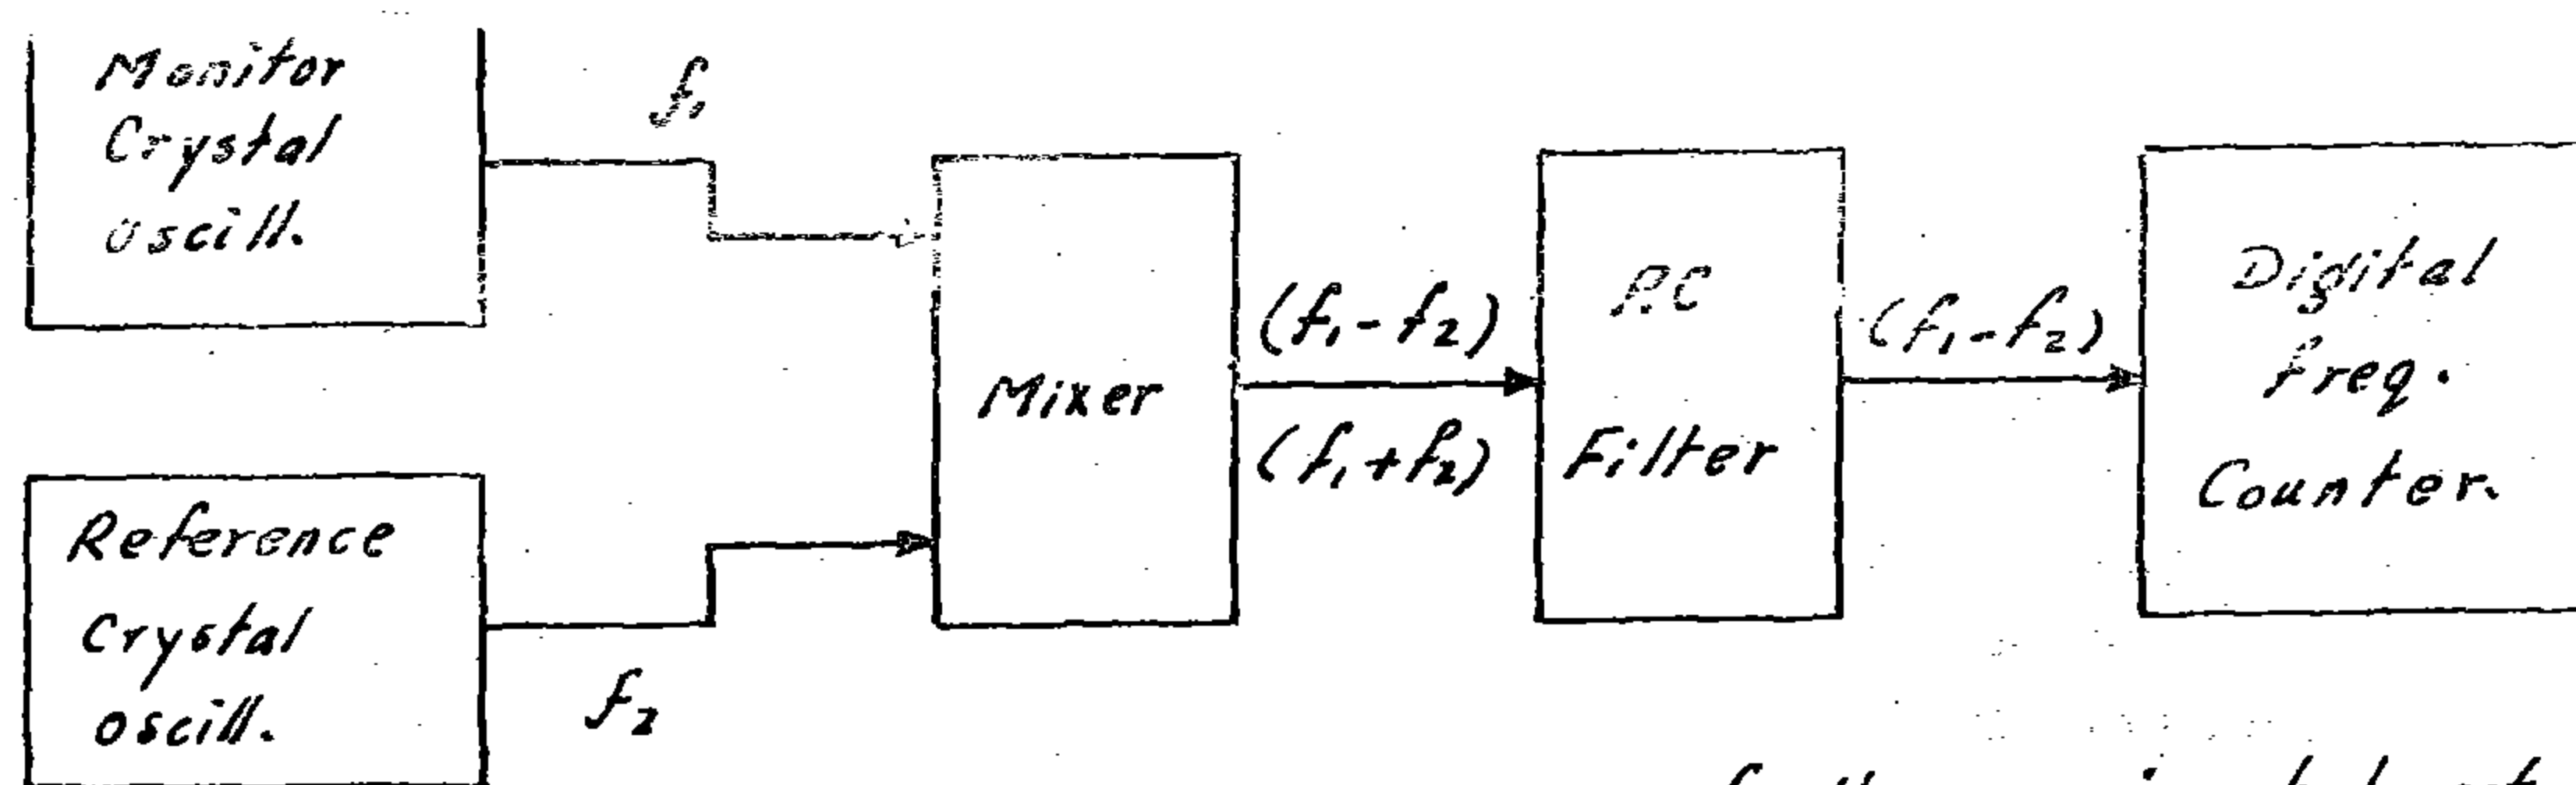 Monitor
Crystal
oscill.
f₁
Reference
Crystal
oscill.
f₂
Mixer
(f₁-f₂)
(f₁+f₂)
RC
Filter
(f₁-f₂)
Digital
freq.
Counter.